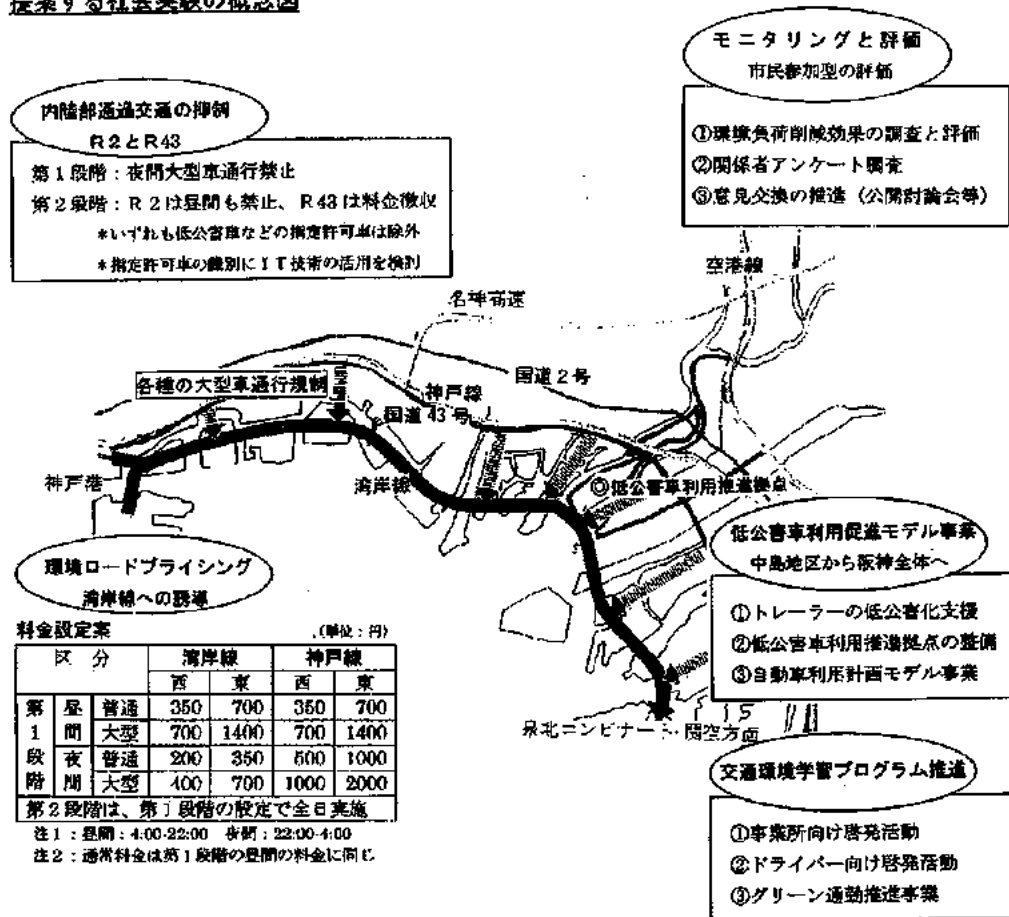 提案する社会実験の概念図
モニタリングと評価
市民参加型の評価
①環境負荷削減効果の調査と評価
②関係者アンケート調査
③意見交換の推進（公開討論会等）
内陸部通過交通の抑制
R2とR43
第1段階：夜間大型車通行禁止
第2段階：R2は昼間も禁止、R43は料金徴収
*いずれも低公害車などの指定許可車は除外
*指定許可車の識別にIT技術の活用を検討
空港線
名神高速
国道2号
各種の大型車通行規制
神戸線
国道43号
神戸港
湾岸線
◎低公害車利用推進拠点
低公害車利用促進モデル事業
中島地区から阪神全体へ
①トレーラーの低公害化支援
②低公害車利用推進拠点の整備
③自動車利用計画モデル事業
泉北コンビナート・関空方面
環境ロードプライシング
湾岸線への誘導
料金設定案 （単位：円）
区分 湾岸線 神戸線
西 東 西 東
第1段階 昼間 普通 350 700 350 700
大型 700 1400 700 1400
夜間 普通 200 350 500 1000
大型 400 700 1000 2000
第2段階は、第1段階の設定で全日実施
注1：昼間：4:00-22:00 夜間：22:00-4:00
注2：通常料金は第1段階の昼間の料金に同じ
交通環境学習プログラム推進
①事業所向け啓発活動
②ドライバー向け啓発活動
③グリーン通勤推進事業